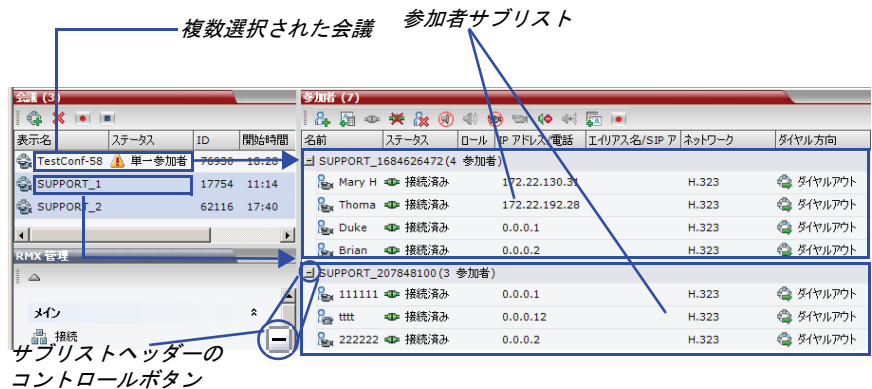 複数選択された会議
参加者サブリスト
会議 (3)
表示名 ステータス ID 開始時間
TestConf-58 単一参加者 76930 18:28
SUPPORT_1 17754 11:14
SUPPORT_2 62116 17:40
RMX 管理
メイン
接続
参加者 (7)
名前 ステータス ロール IP アドレス/電話 エイリアス名/SIP ア ネットワーク ダイヤル方向
SUPPORT_1684626472(4 参加者)
Mary H 接続済み 172.22.130.31 H.323 ダイヤルアウト
Thoma 接続済み 172.22.192.28 H.323 ダイヤルアウト
Duke 接続済み 0.0.0.1 H.323 ダイヤルアウト
Brian 接続済み 0.0.0.2 H.323 ダイヤルアウト
SUPPORT_207848100(3 参加者)
111111 接続済み 0.0.0.1 H.323 ダイヤルアウト
tttt 接続済み 0.0.0.12 H.323 ダイヤルアウト
222222 接続済み 0.0.0.2 H.323 ダイヤルアウト
サブリストヘッダーの
コントロールボタン